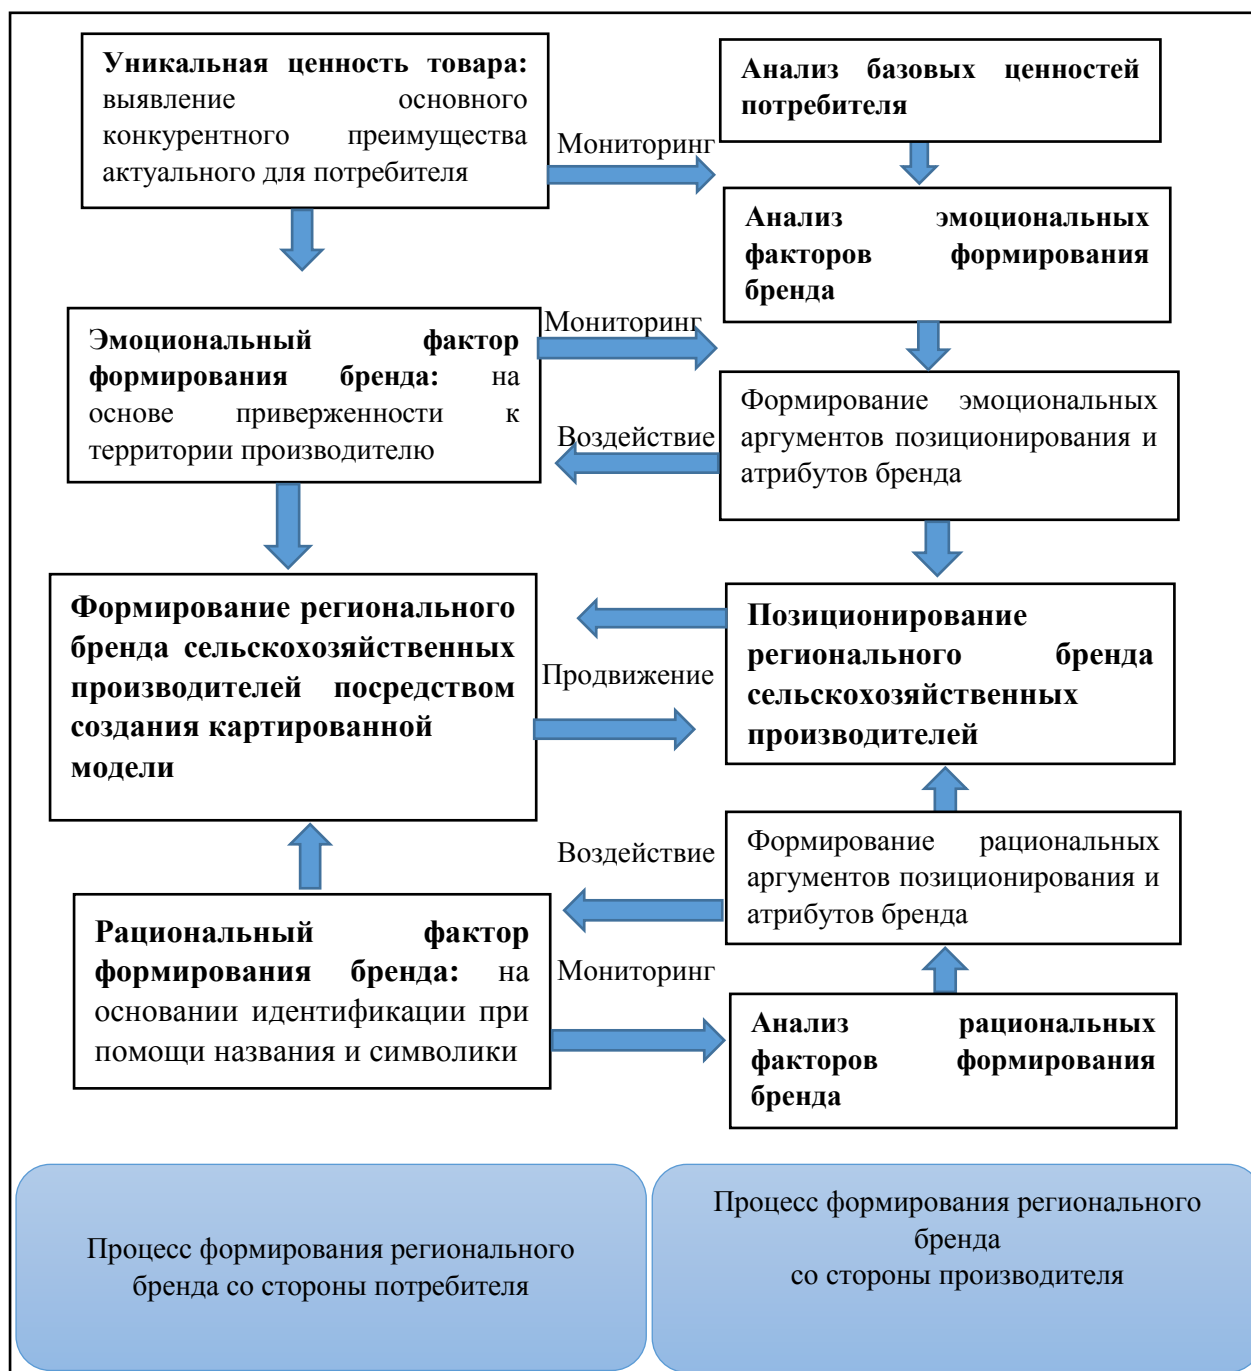 Уникальная ценность товара:
выявление основного
конкурентного преимущества
актуального для потребителя
Мониторинг
Анализ базовых ценностей
потребителя
Анализ эмоциональных
факторов формирования
бренда
Эмоциональный фактор
формирования бренда: на
основе приверженности к
территории производителю
Мониторинг
Воздействие
Формирование эмоциональных
аргументов позиционирования и
атрибутов бренда
Формирование регионального
бренда сельскохозяйственных
производителей посредством
создания картированной
модели
Продвижение
Позиционирование
регионального бренда
сельскохозяйственных
производителей
Воздействие
Формирование рациональных
аргументов позиционирования и
атрибутов бренда
Рациональный фактор
формирования бренда: на
основании идентификации при
помощи названия и символики
Мониторинг
Анализ рациональных
факторов формирования
бренда
Процесс формирования регионального
бренда со стороны потребителя
Процесс формирования регионального
бренда
со стороны производителя